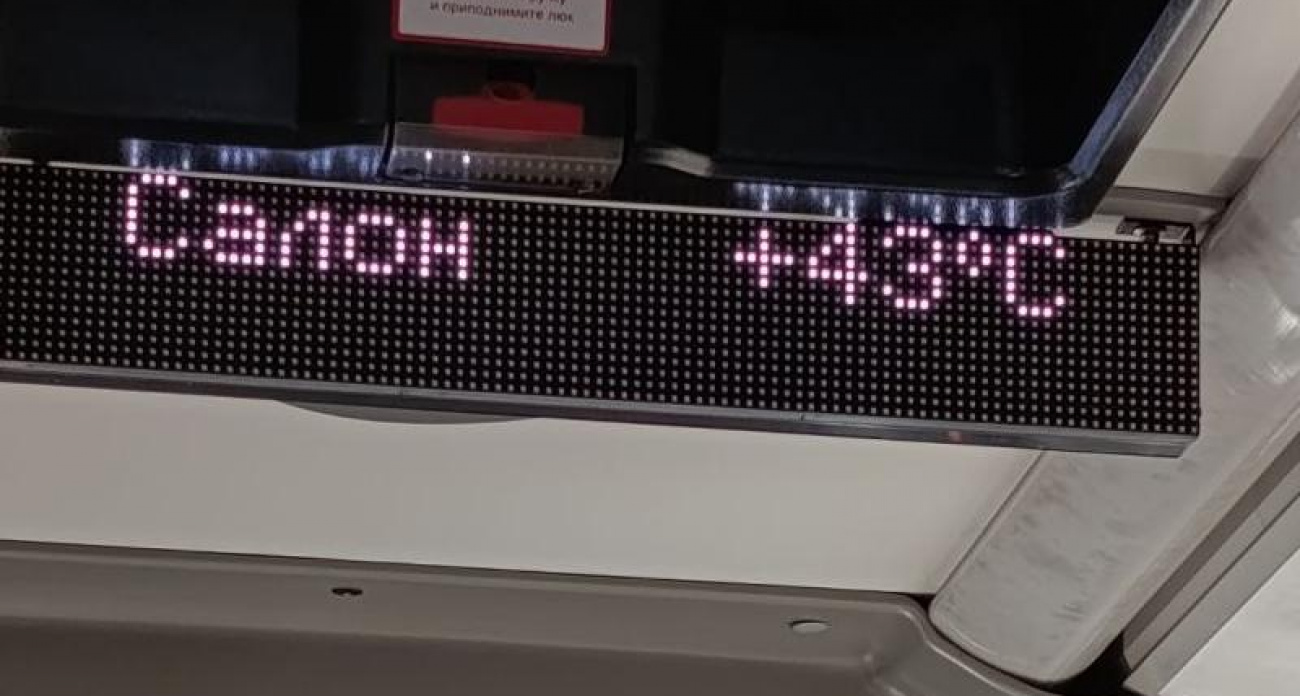 и приподнимите люк
Салон +43°C